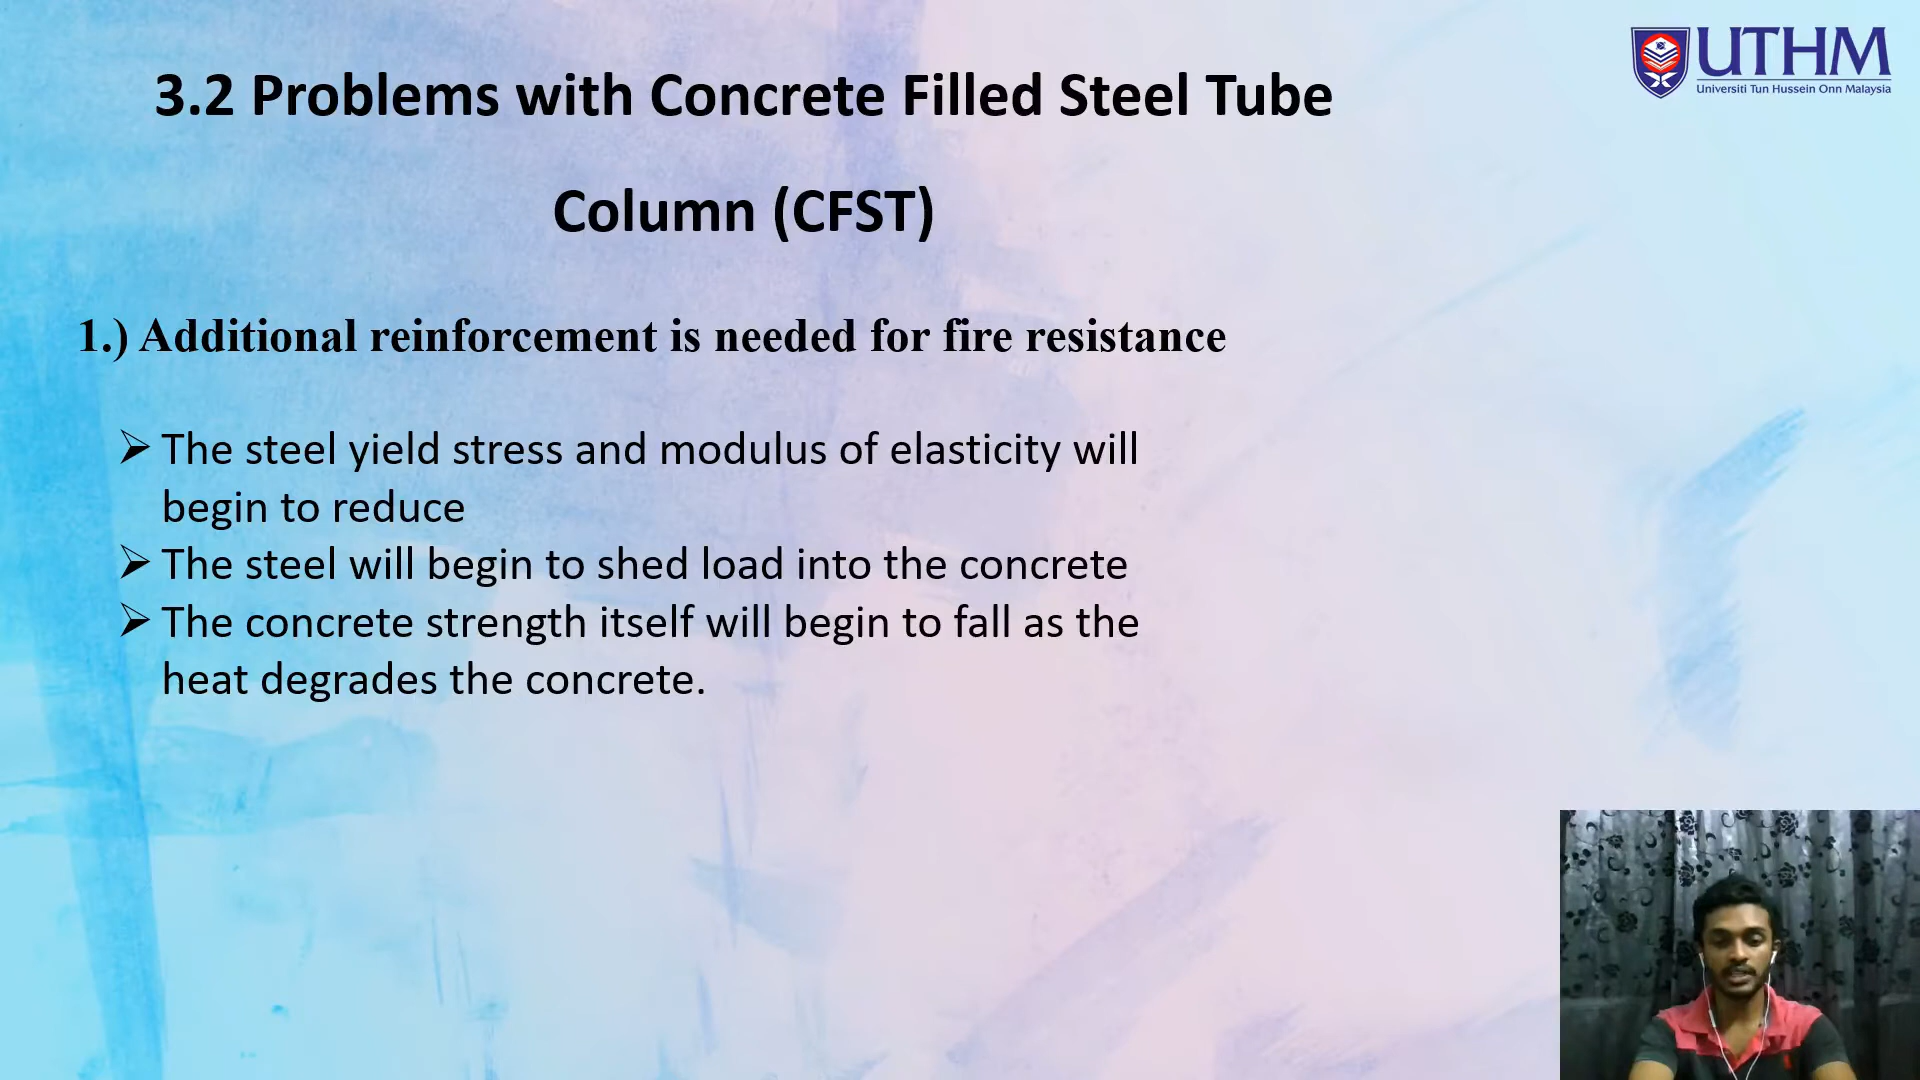 UTHM
Universiti Tun Hussein Onn Malaysia
3.2 Problems with Concrete Filled Steel Tube
Column (CFST)
1.) Additional reinforcement is needed for fire resistance
➢ The steel yield stress and modulus of elasticity will
begin to reduce
➢ The steel will begin to shed load into the concrete
➢ The concrete strength itself will begin to fall as the
heat degrades the concrete.